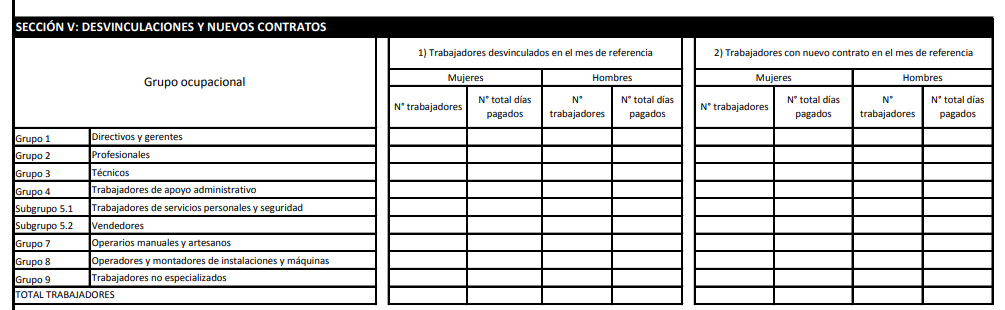 SECCIÓN V: DESVINCULACIONES Y NUEVOS CONTRATOS
Grupo ocupacional
1) Trabajadores desvinculados en el mes de referencia
2) Trabajadores con nuevo contrato en el mes de referencia
Mujeres
Hombres
Mujeres
Hombres
N° trabajadores
N° total días pagados
N° trabajadores
N° total días pagados
N° trabajadores
N° total días pagados
N° trabajadores
N° total días pagados
Grupo 1 Directivos y gerentes
Grupo 2 Profesionales
Grupo 3 Técnicos
Grupo 4 Trabajadores de apoyo administrativo
Subgrupo 5.1 Trabajadores de servicios personales y seguridad
Subgrupo 5.2 Vendedores
Grupo 7 Operarios manuales y artesanos
Grupo 8 Operadores y montadores de instalaciones y máquinas
Grupo 9 Trabajadores no especializados
TOTAL TRABAJADORES